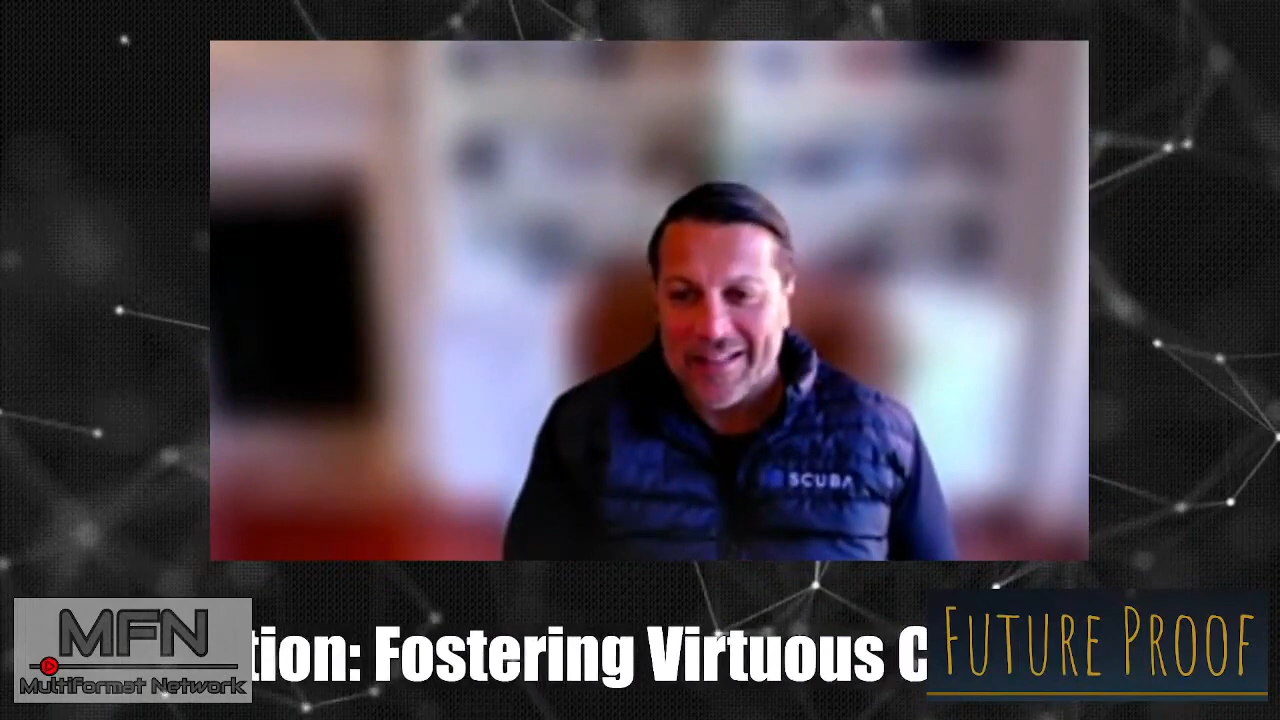 SCUBA
MFN
MultiFormat Network
tion: Fostering Virtuous C
FUTURE PROOF